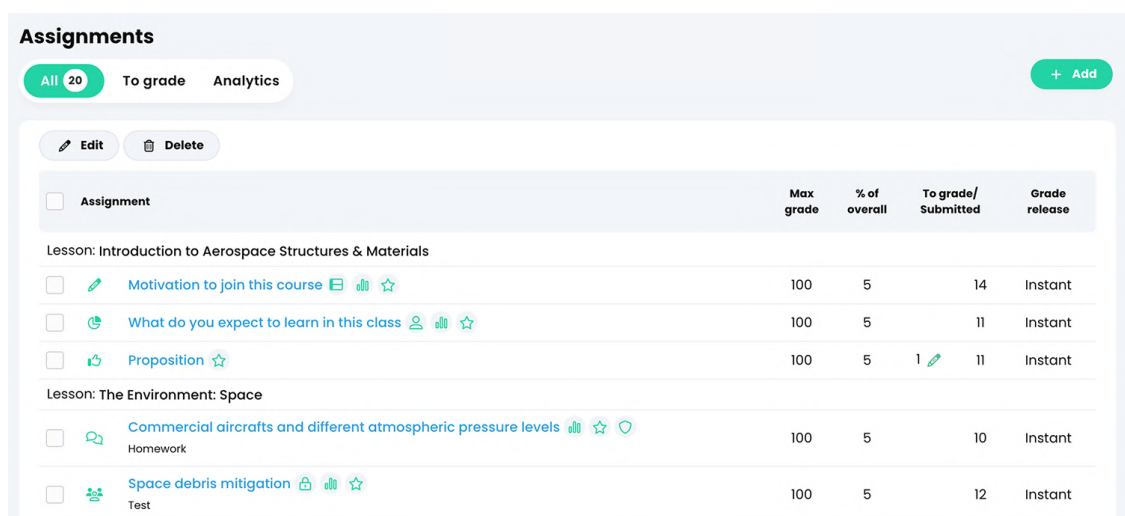 Assignments
All 20 To grade Analytics
+ Add
Edit Delete
Assignment Max grade % of overall To grade/ Submitted Grade release
Lesson: Introduction to Aerospace Structures & Materials
Motivation to join this course 100 5 14 Instant
What do you expect to learn in this class 100 5 11 Instant
Proposition 100 5 1 11 Instant
Lesson: The Environment: Space
Commercial aircrafts and different atmospheric pressure levels 100 5 10 Instant
Homework
Space debris mitigation 100 5 12 Instant
Test